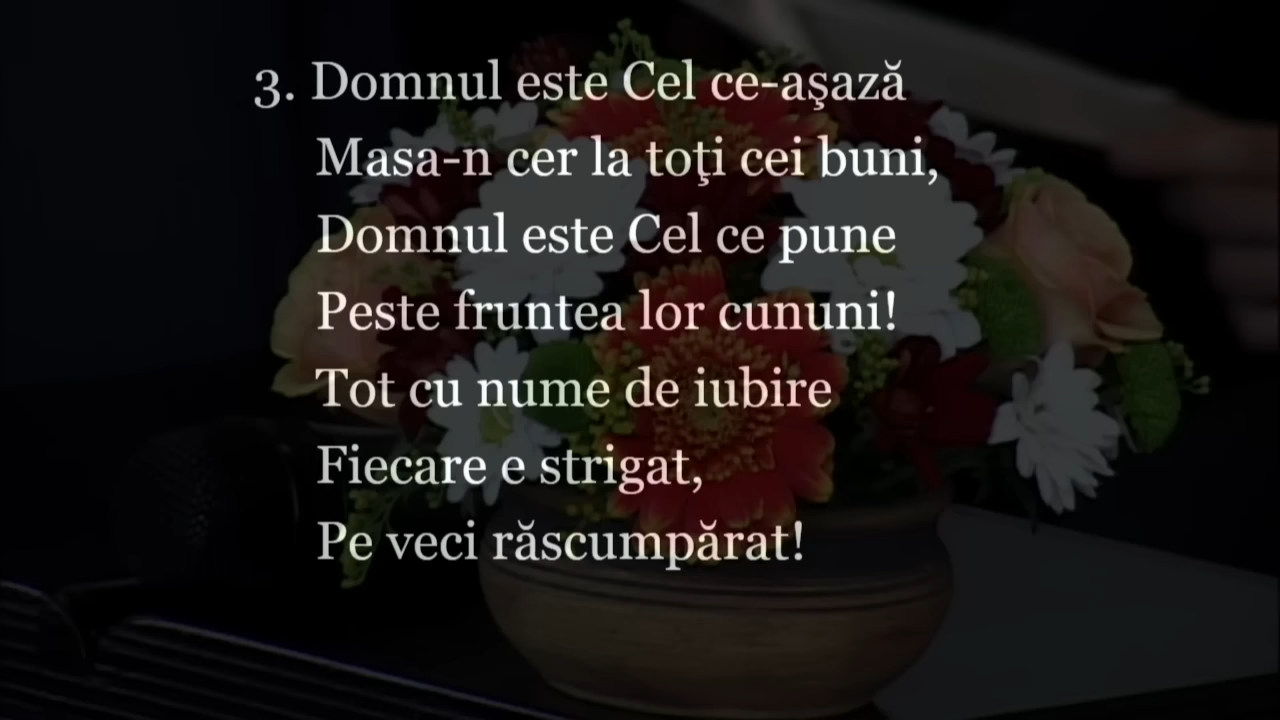 3. Domnul este Cel ce-aşază
Masa-n cer la toţi cei buni,
Domnul este Cel ce pune
Peste fruntea lor cununi!
Tot cu nume de iubire
Fiecare e strigat,
Pe veci răscumpărat!